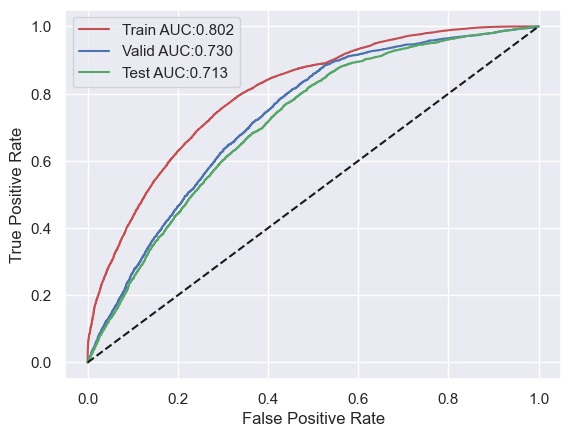 Train AUC:0.802
Valid AUC:0.730
Test AUC:0.713
True Positive Rate
1.0
0.8
0.6
0.4
0.2
0.0
0.0 0.2 0.4 0.6 0.8 1.0
False Positive Rate